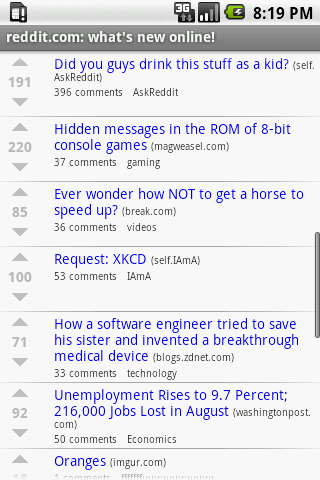 3G 8:19 PM
reddit.com: what's new online!
191
Did you guys drink this stuff as a kid? (self.
AskReddit)
396 comments AskReddit
220
Hidden messages in the ROM of 8-bit
console games (magweasel.com)
37 comments gaming
85
Ever wonder how NOT to get a horse to
speed up? (break.com)
36 comments videos
100
Request: XKCD (self.IAmA)
53 comments IAmA
71
How a software engineer tried to save
his sister and invented a breakthrough
medical device (blogs.zdnet.com)
33 comments technology
92
Unemployment Rises to 9.7 Percent;
216,000 Jobs Lost in August (washingtonpost.
com)
50 comments Economics
Oranges (imgur.com)
1 comments